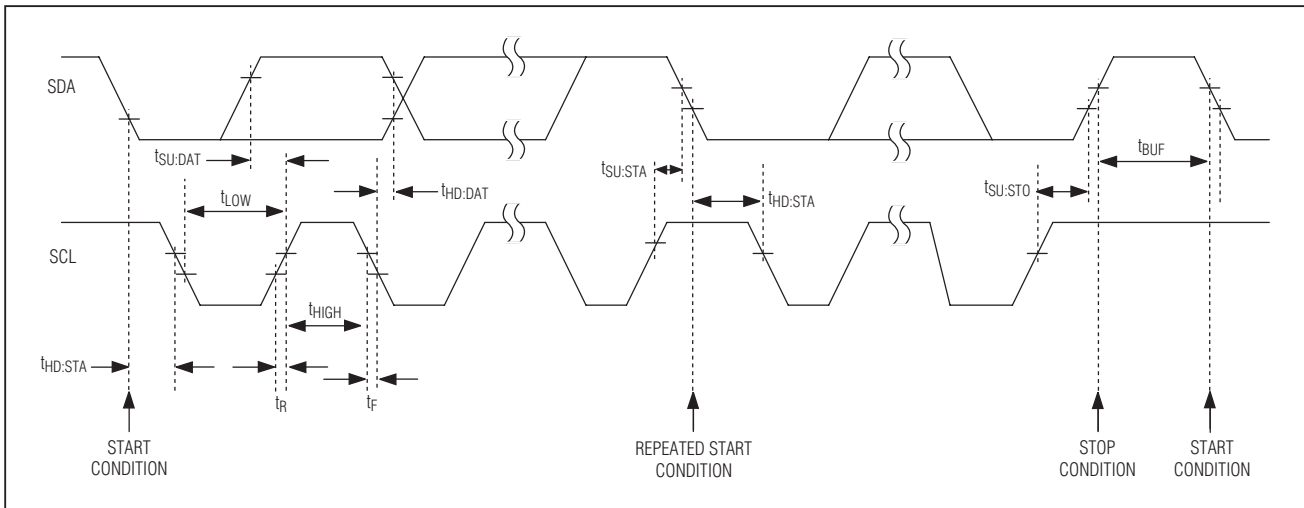 SDA
tSU:DAT
tHD:DAT
tLOW
tSU:STA
tHD:STA
tBUF
tSU:STO
SCL
tHIGH
tHD:STA
tR
tF
START
CONDITION
REPEATED START
CONDITION
STOP
CONDITION
START
CONDITION